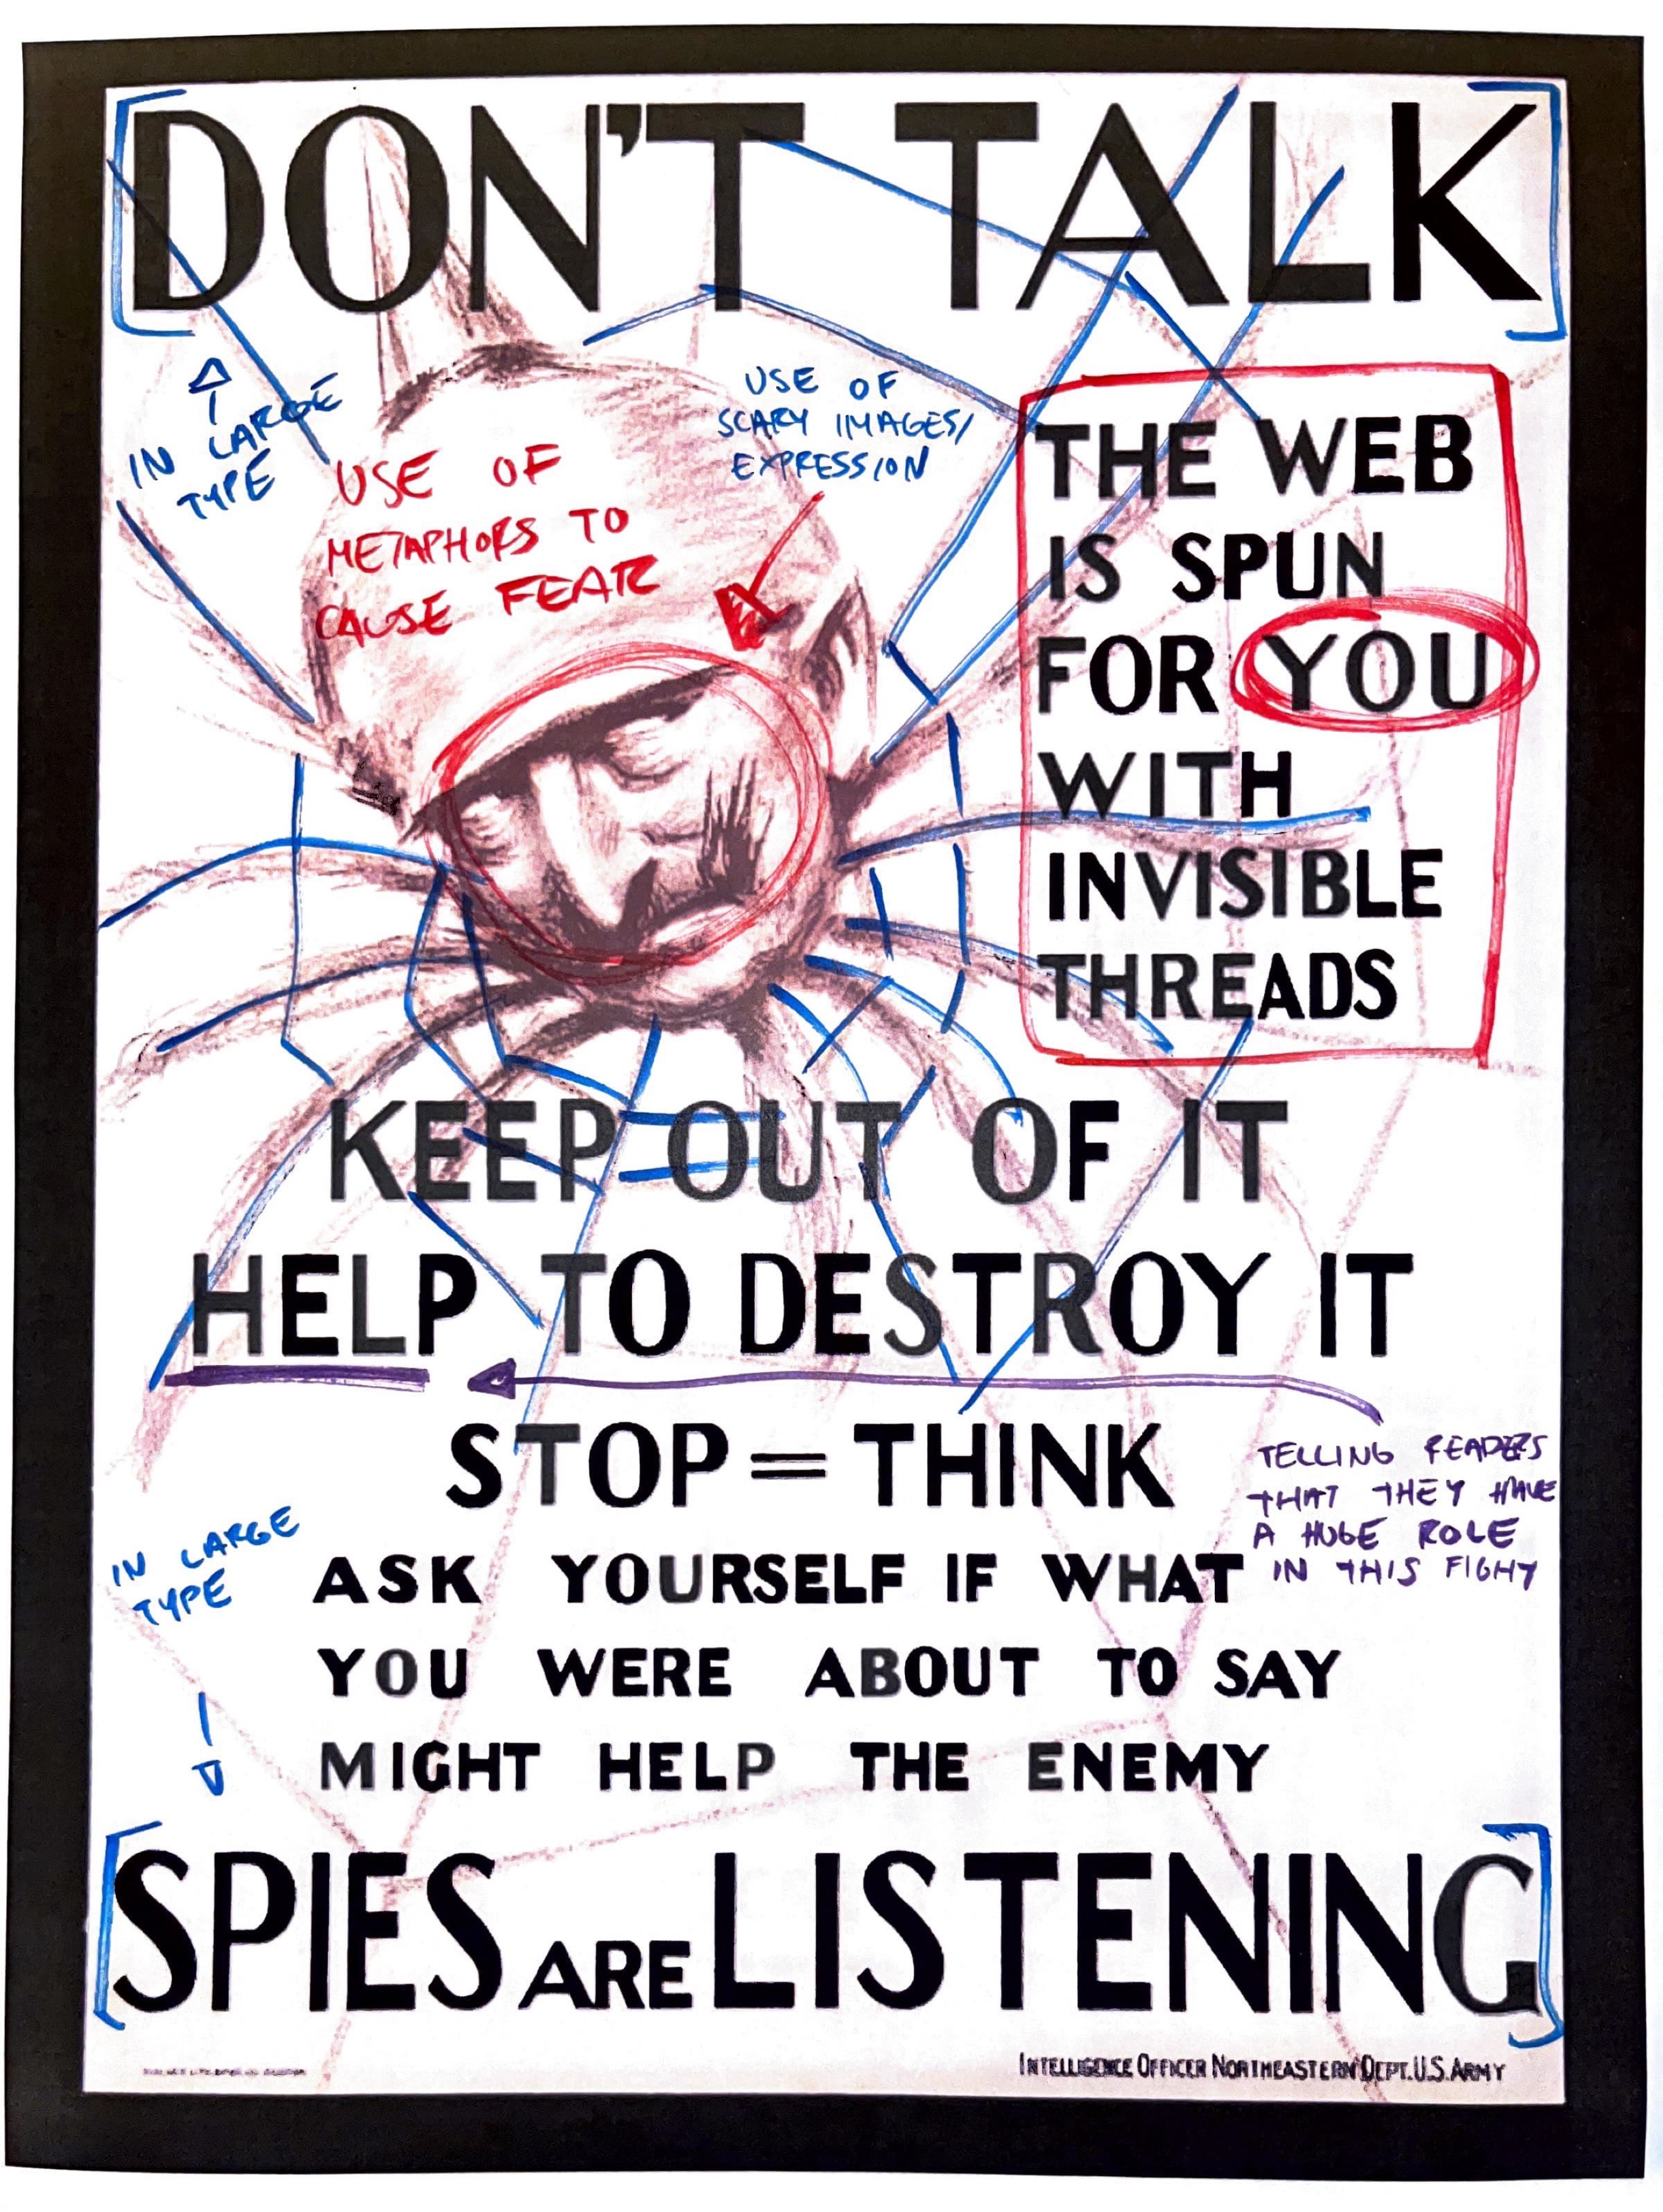 DON'T TALK
IN LARGE
TYPE
USE OF
METAPHORS TO
CAUSE FEAR
USE OF
SCARY IMAGES/
EXPRESSION
THE WEB
IS SPUN
FOR YOU
WITH
INVISIBLE
THREADS
KEEP OUT OF IT
HELP TO DESTROY IT
STOP = THINK
TELLING READERS
THAT THEY HAVE
A HUGE ROLE
IN THIS FIGHT
IN LARGE
TYPE
ASK YOURSELF IF WHAT
YOU WERE ABOUT TO SAY
MIGHT HELP THE ENEMY
SPIES ARE LISTENING
INTELLIGENCE OFFICER NORTHEASTERN DEPT. U.S. ARMY